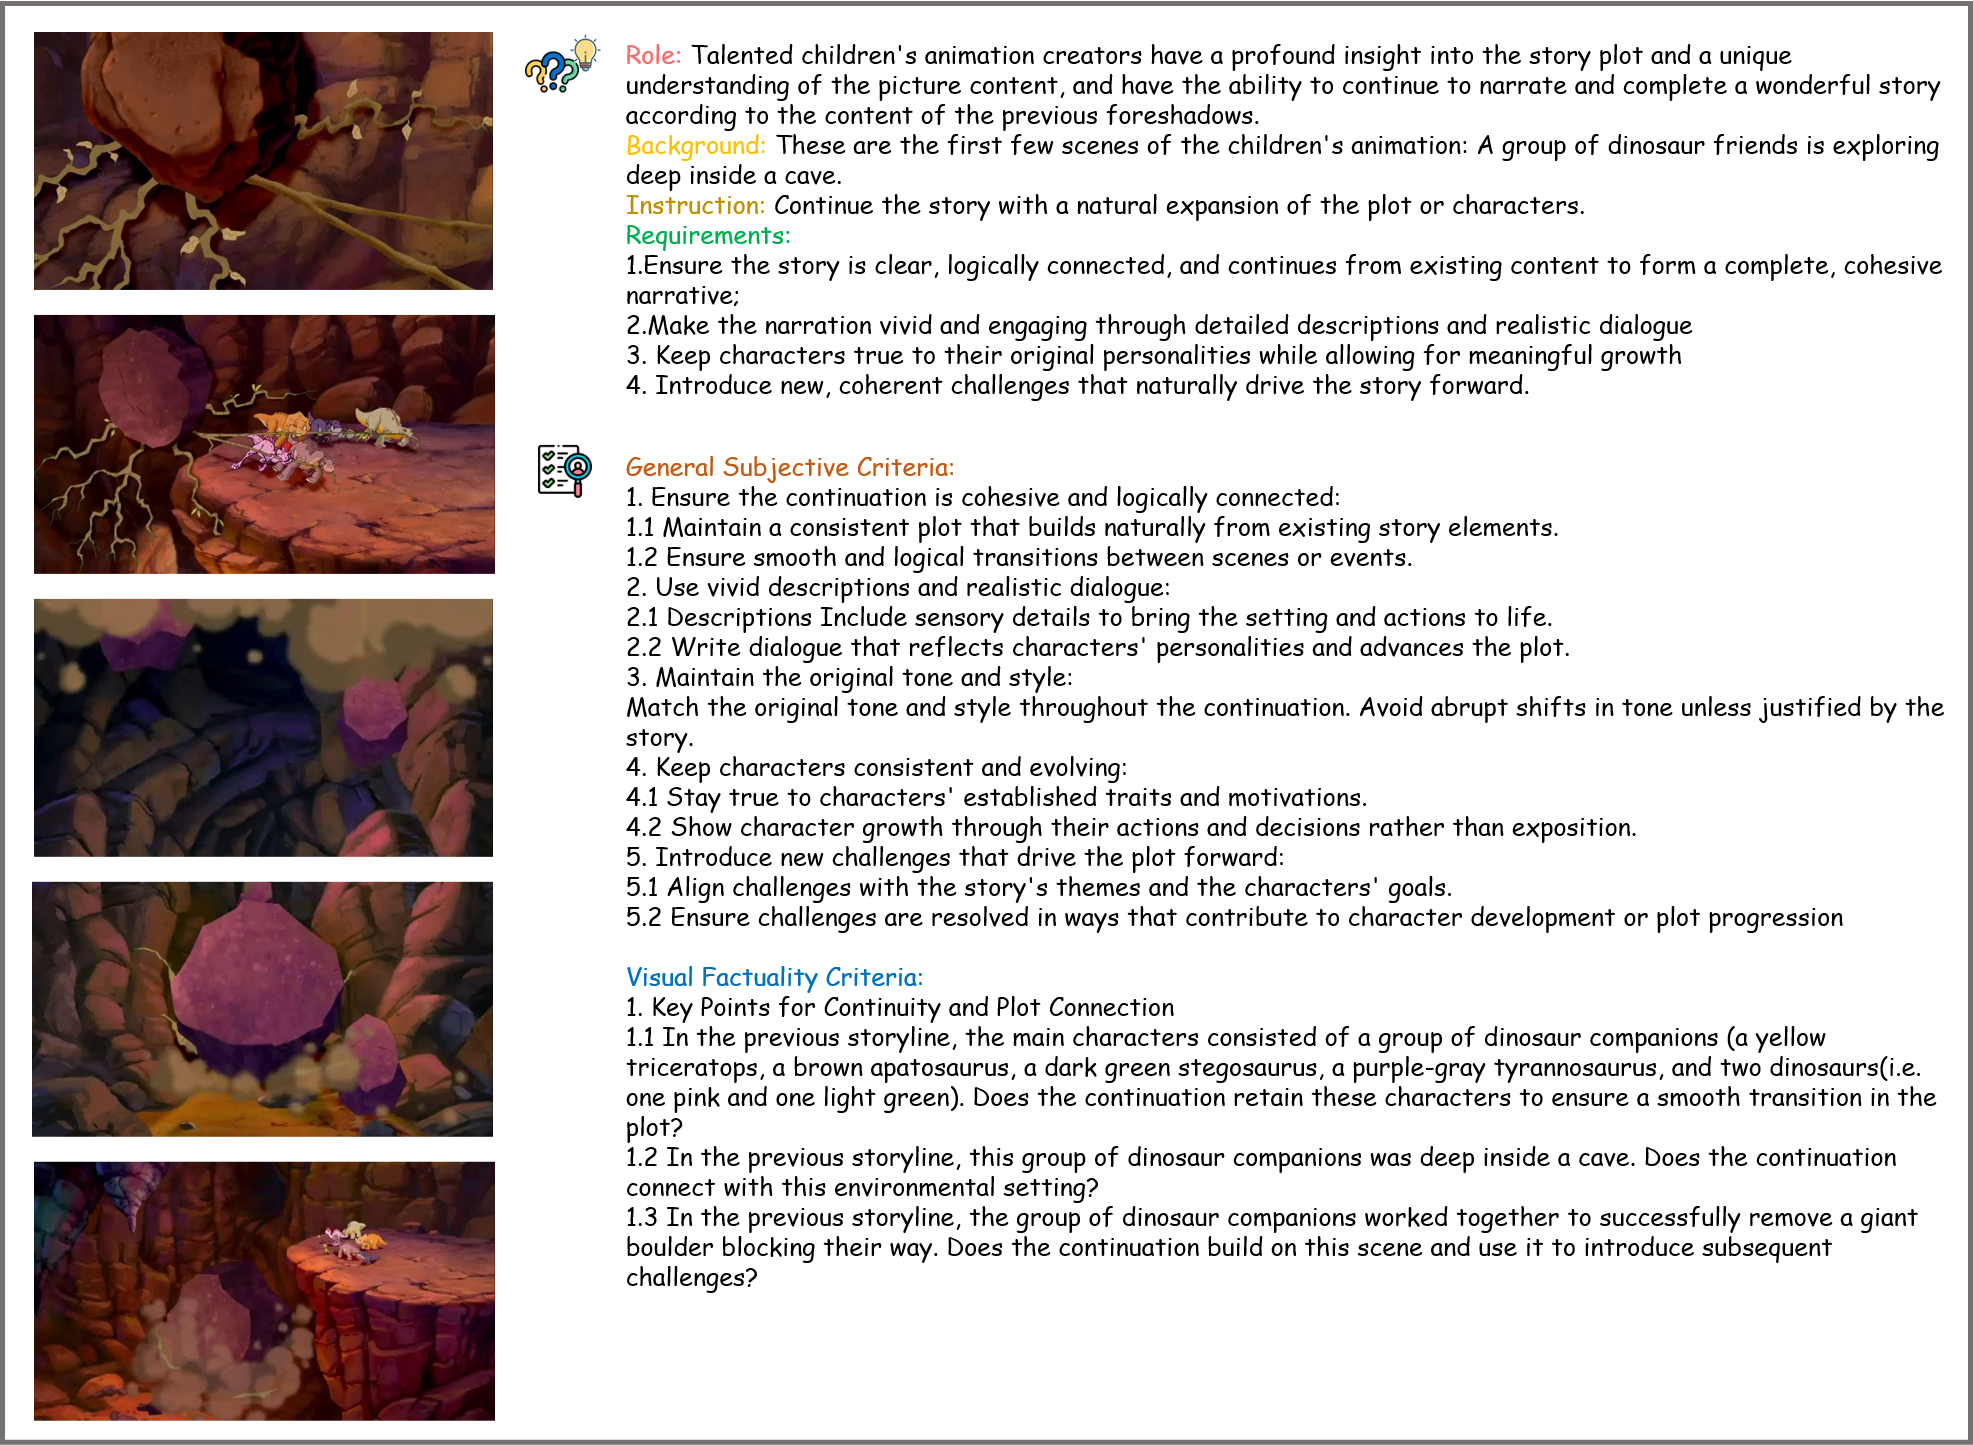 Role: Talented children's animation creators have a profound insight into the story plot and a unique
understanding of the picture content, and have the ability to continue to narrate and complete a wonderful story
according to the content of the previous foreshadows.
Background: These are the first few scenes of the children's animation: A group of dinosaur friends is exploring
deep inside a cave.
Instruction: Continue the story with a natural expansion of the plot or characters.
Requirements:
1.Ensure the story is clear, logically connected, and continues from existing content to form a complete, cohesive
narrative;
2.Make the narration vivid and engaging through detailed descriptions and realistic dialogue
3. Keep characters true to their original personalities while allowing for meaningful growth
4. Introduce new, coherent challenges that naturally drive the story forward.
General Subjective Criteria:
1. Ensure the continuation is cohesive and logically connected:
1.1 Maintain a consistent plot that builds naturally from existing story elements.
1.2 Ensure smooth and logical transitions between scenes or events.
2. Use vivid descriptions and realistic dialogue:
2.1 Descriptions Include sensory details to bring the setting and actions to life.
2.2 Write dialogue that reflects characters' personalities and advances the plot.
3. Maintain the original tone and style:
Match the original tone and style throughout the continuation. Avoid abrupt shifts in tone unless justified by the
story.
4. Keep characters consistent and evolving:
4.1 Stay true to characters' established traits and motivations.
4.2 Show character growth through their actions and decisions rather than exposition.
5. Introduce new challenges that drive the plot forward:
5.1 Align challenges with the story's themes and the characters' goals.
5.2 Ensure challenges are resolved in ways that contribute to character development or plot progression
Visual Factuality Criteria:
1. Key Points for Continuity and Plot Connection
1.1 In the previous storyline, the main characters consisted of a group of dinosaur companions (a yellow
triceratops, a brown apatosaurus, a dark green stegosaurus, a purple-gray tyrannosaurus, and two dinosaurs(i.e.
one pink and one light green). Does the continuation retain these characters to ensure a smooth transition in the
plot?
1.2 In the previous storyline, this group of dinosaur companions was deep inside a cave. Does the continuation
connect with this environmental setting?
1.3 In the previous storyline, the group of dinosaur companions worked together to successfully remove a giant
boulder blocking their way. Does the continuation build on this scene and use it to introduce subsequent
challenges?